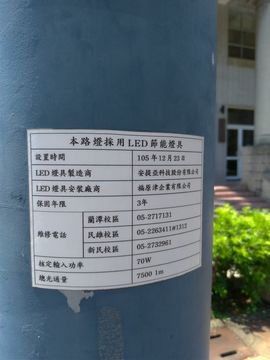 本路燈採用LED節能燈具
設置時間 105年12月23日
LED燈具製造商 安提亞科技股份有限公司
LED燈具安裝廠商 福原津企業有限公司
保固年限 3年
維修電話 蘭潭校區 05-2717131
民雄校區 05-2263411#1312
新民校區 05-2732961
核定輸入功率 70W
總光通量 7500 lm